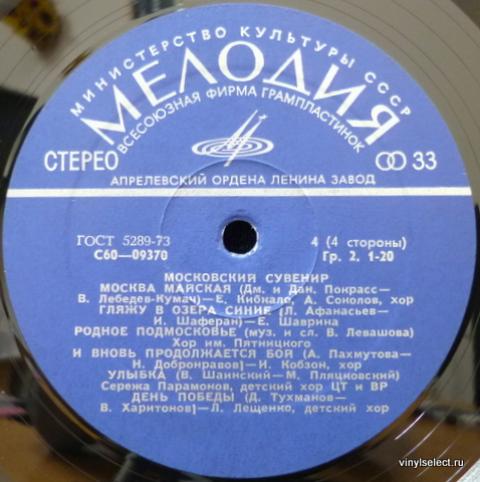 МИНИСТЕРСТВО КУЛЬТУРЫ СССР
МЕЛОДИЯ
ВСЕСОЮЗНАЯ ФИРМА ГРАМПЛАСТИНОК
СТЕРЕО 33
АПРЕЛЕВСКИЙ ОРДЕНА ЛЕНИНА ЗАВОД
ГОСТ 5289-73 4 (4 стороны)
С60—09370 Гр. 2. 1-20
МОСКОВСКИЙ СУВЕНИР
МОСКВА МАЙСКАЯ (Дм. и Дан. Покрасс—
В. Лебедев-Кумач)—Е. Кибкало, А. Соколов, хор
ГЛЯЖУ В ОЗЕРА СИНИЕ (Л. Афанасьев—
И. Шаферан)—Е. Шаврина
РОДНОЕ ПОДМОСКОВЬЕ (муз. и сл. В. Левашова)
Хор им. Пятницкого
И ВНОВЬ ПРОДОЛЖАЕТСЯ БОЙ (А. Пахмутова—
Н. Добронравов)—И. Кобзон, хор
УЛЫБКА (В. Шаинский—М. Пляцковский)
Сережа Парамонов, детский хор ЦТ и ВР
ДЕНЬ ПОБЕДЫ (Д. Тухманов—
В. Харитонов)—Л. Лещенко, детский хор
vinylselect.ru